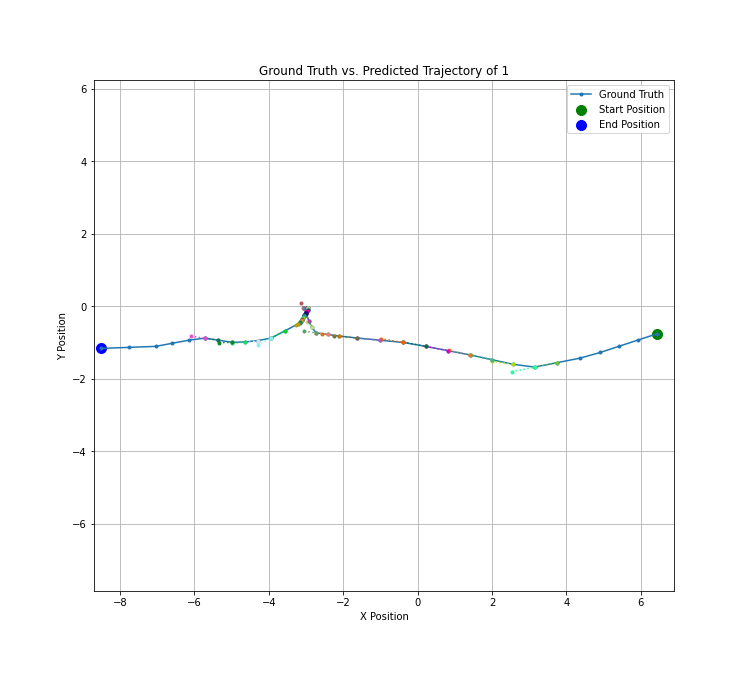 Ground Truth vs. Predicted Trajectory of 1
Ground Truth
Start Position
End Position
6
4
2
0
−2
−4
−6
Y Position
−8
−6
−4
−2
0
2
4
6
X Position